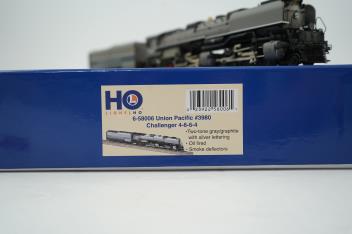 HO
LIONEL HO
6-58006 Union Pacific #3980
Challenger 4-6-6-4
•Two-tone gray/graphite
with silver lettering
• Oil fired
• Smoke deflectors